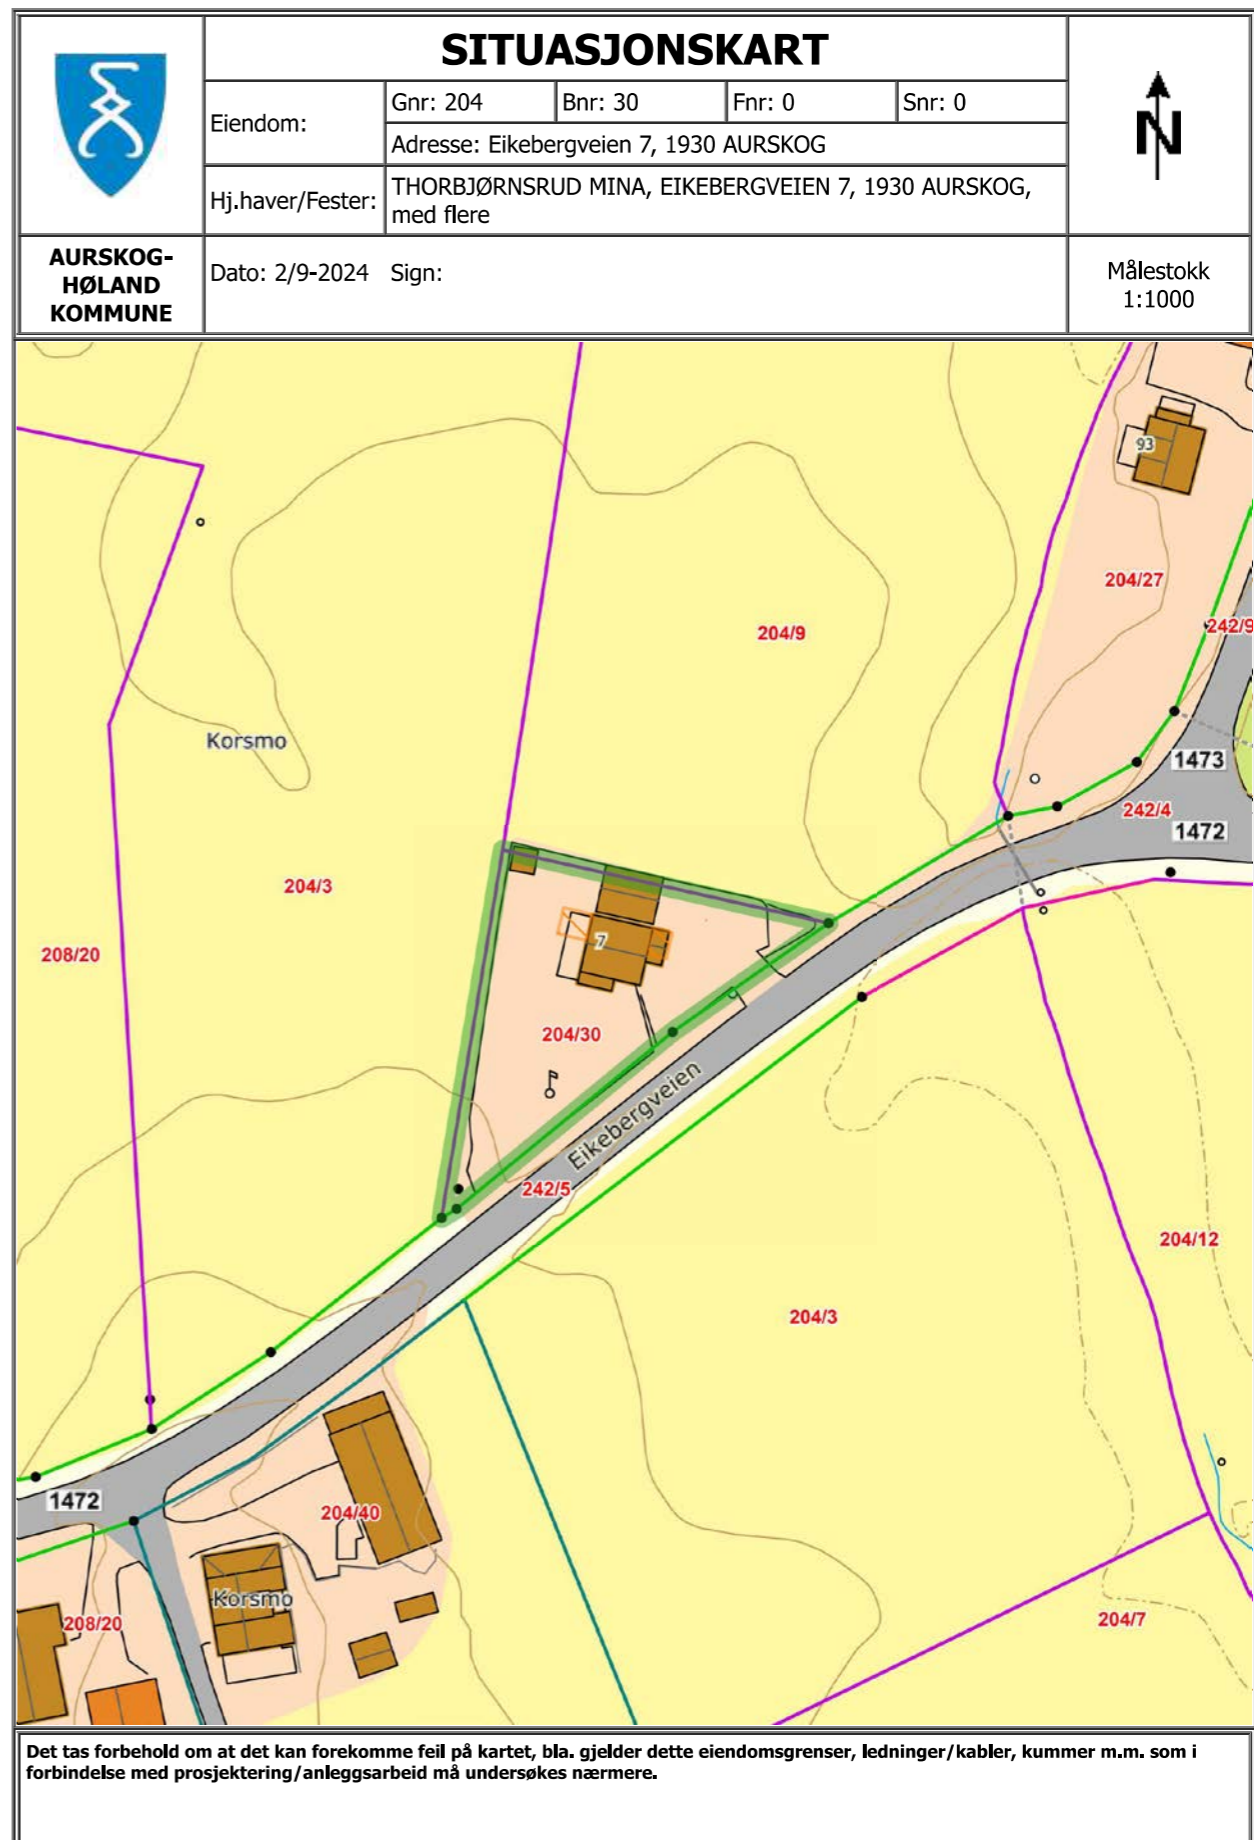 SITUASJONSKART
Eiendom:
Gnr: 204
Bnr: 30
Fnr: 0
Snr: 0
Adresse: Eikebergveien 7, 1930 AURSKOG
Hj.haver/Fester:
THORBJØRNSRUD MINA, EIKEBERGVEIEN 7, 1930 AURSKOG,
med flere
N
AURSKOG-
HØLAND
KOMMUNE
Dato: 2/9-2024 Sign:
Målestokk
1:1000
93
204/27
242/9
204/9
Korsmo
1473
242/4
1472
204/3
208/20
7
204/30
Eikebergveien
242/5
204/12
204/3
1472
204/40
Korsmo
208/20
204/7
Det tas forbehold om at det kan forekomme feil på kartet, bla. gjelder dette eiendomsgrenser, ledninger/kabler, kummer m.m. som i
forbindelse med prosjektering/anleggsarbeid må undersøkes nærmere.